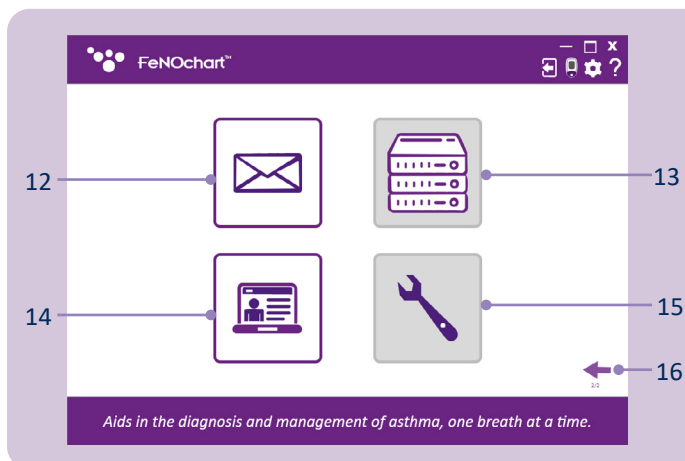 FeNOchart™
X
?
12
13
14
15
16
2/2
Aids in the diagnosis and management of asthma, one breath at a time.